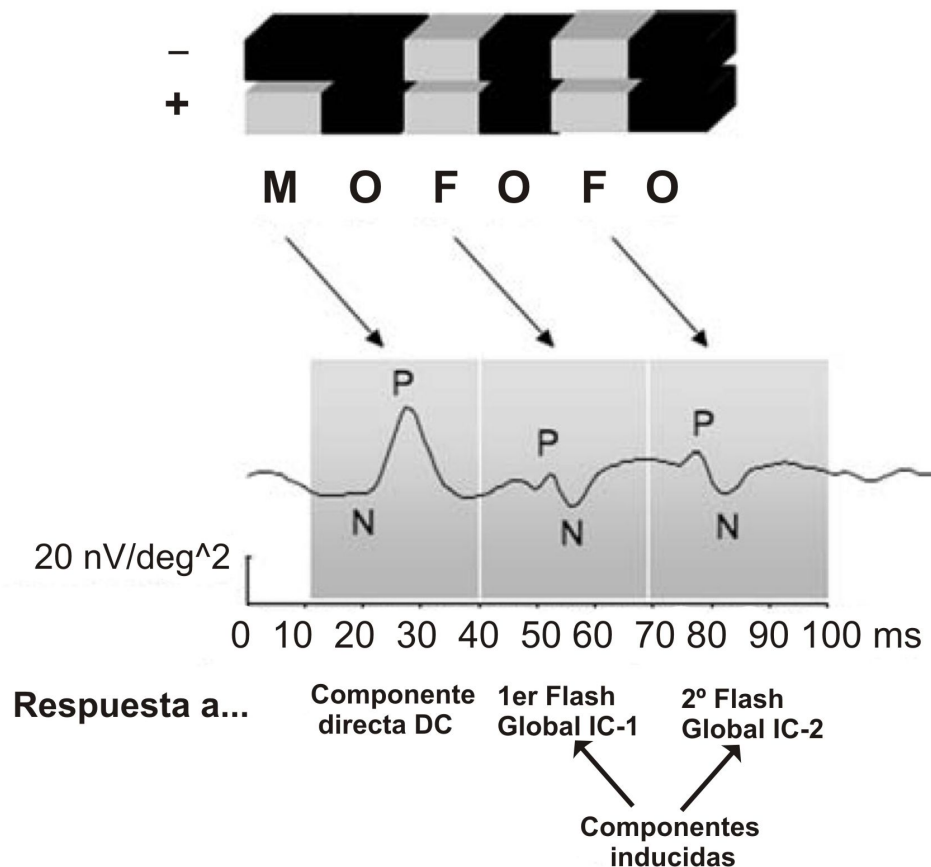 –
+
M O F O F O
P
P
P
N
N
N
20 nV/deg^2
0 10 20 30 40 50 60 70 80 90 100 ms
Respuesta a...
Componente
directa DC
1er Flash
Global IC-1
2º Flash
Global IC-2
Componentes
inducidas